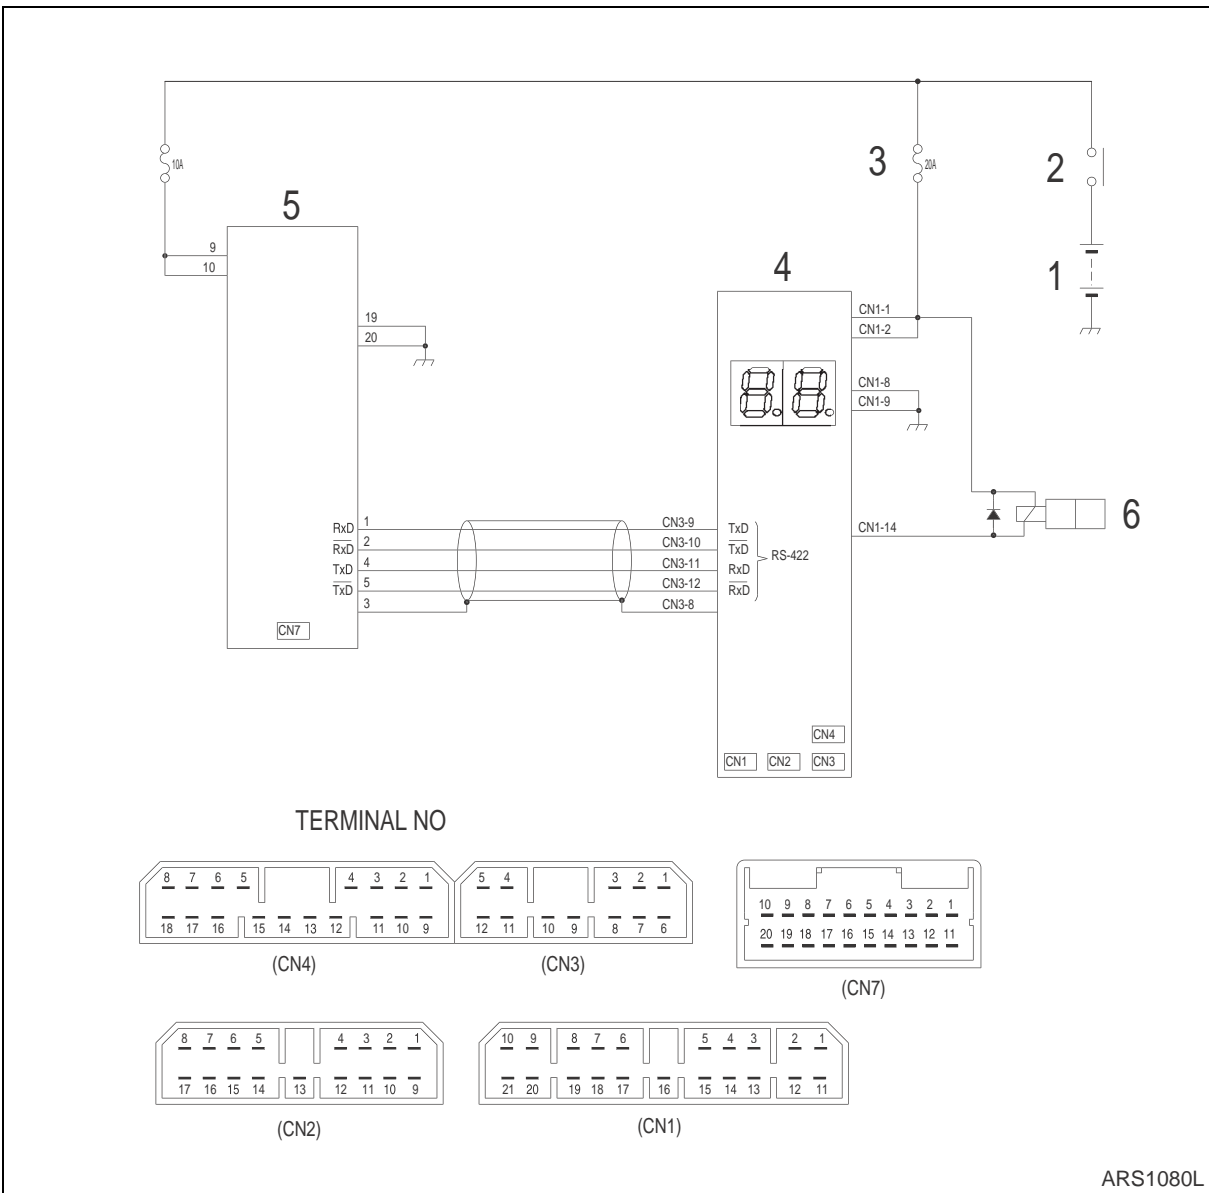 10A
3
20A
2
5
9
10
4
1
CN1-1
CN1-2
19
20
CN1-8
CN1-9
6
RxD 1 CN3-9 TxD
R̅x̅D̅ 2 CN3-10 T̅x̅D̅
TxD 4 CN3-11 RxD
T̅x̅D̅ 5 CN3-12 R̅x̅D̅
3 CN3-8
RS-422
CN1-14
CN7
CN4
CN1 CN2 CN3
TERMINAL NO
8 7 6 5 4 3 2 1
18 17 16 15 14 13 12 11 10 9
(CN4)
5 4 3 2 1
12 11 10 9 8 7 6
(CN3)
10 9 8 7 6 5 4 3 2 1
20 19 18 17 16 15 14 13 12 11
(CN7)
8 7 6 5 4 3 2 1
17 16 15 14 13 12 11 10 9
(CN2)
10 9 8 7 6 5 4 3 2 1
21 20 19 18 17 16 15 14 13 12 11
(CN1)
ARS1080L